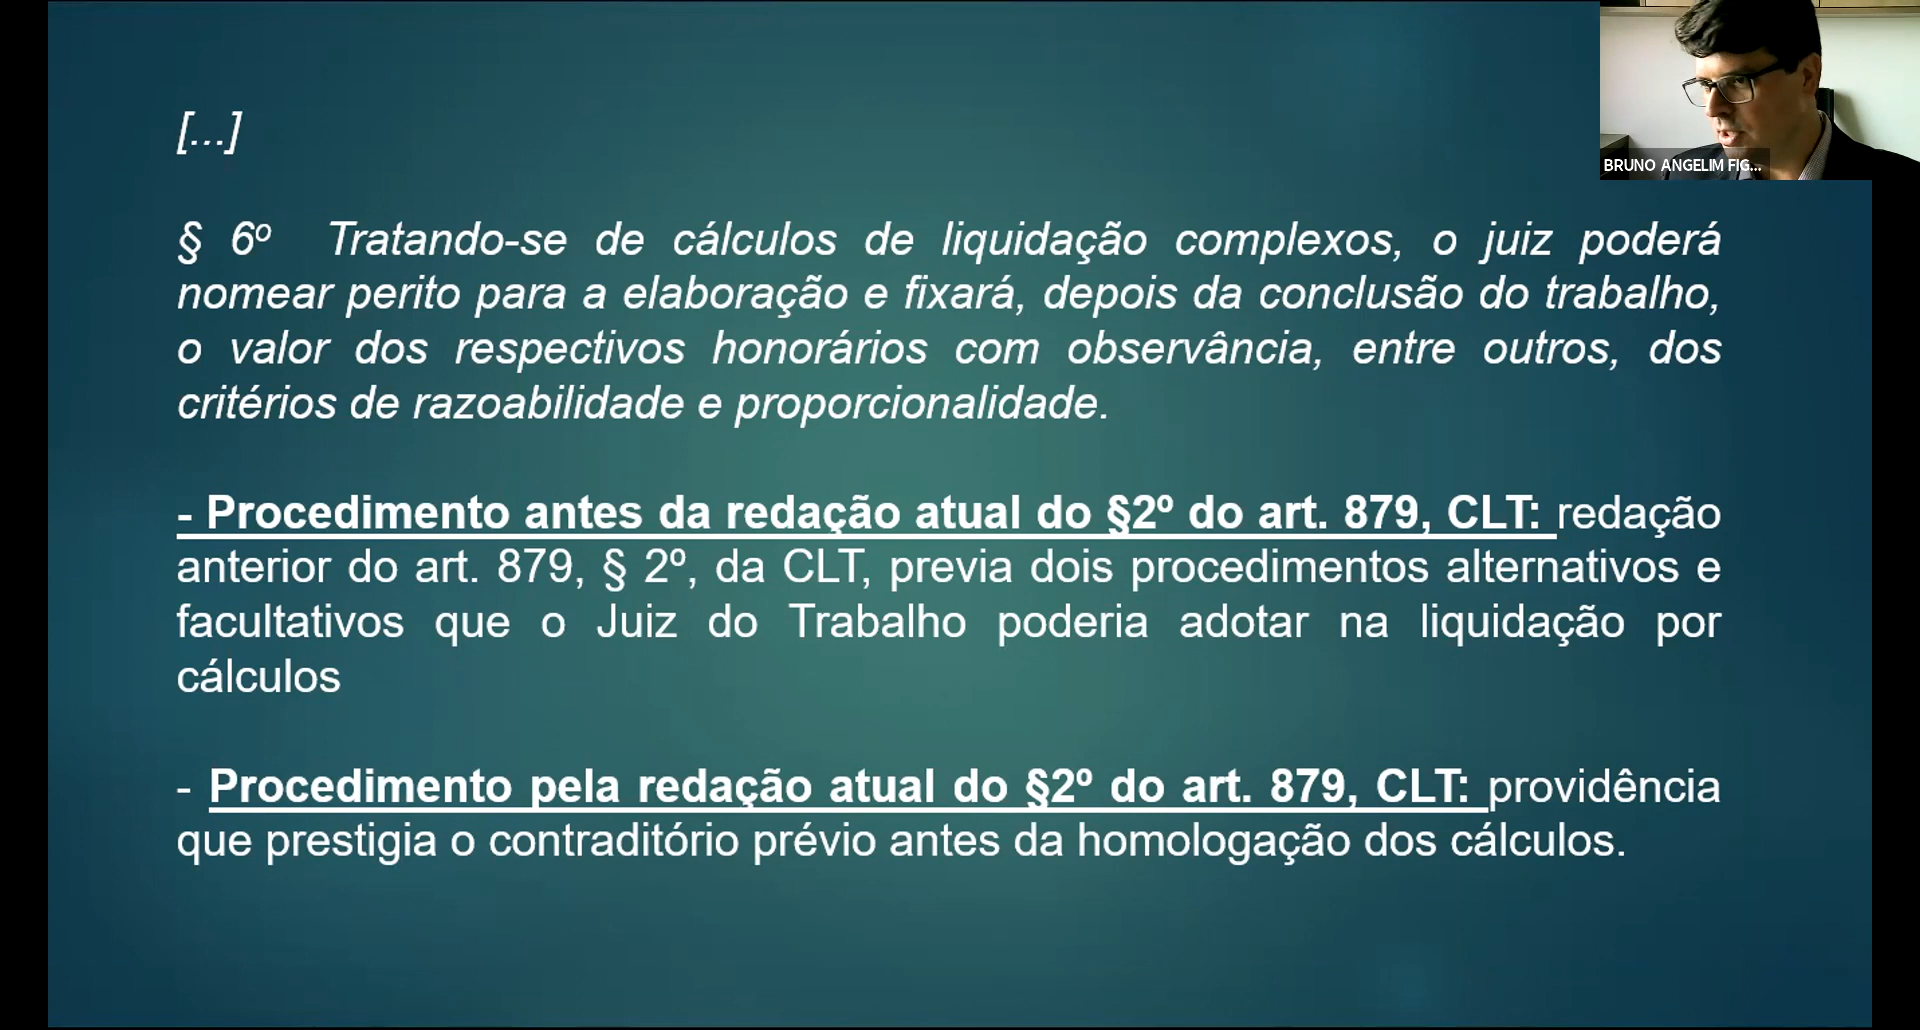 [...]
BRUNO ANGELIM FIG...
§ 6º Tratando-se de cálculos de liquidação complexos, o juiz poderá
nomear perito para a elaboração e fixará, depois da conclusão do trabalho,
o valor dos respectivos honorários com observância, entre outros, dos
critérios de razoabilidade e proporcionalidade.
- Procedimento antes da redação atual do §2º do art. 879, CLT: redação
anterior do art. 879, § 2º, da CLT, previa dois procedimentos alternativos e
facultativos que o Juiz do Trabalho poderia adotar na liquidação por
cálculos
- Procedimento pela redação atual do §2º do art. 879, CLT: providência
que prestigia o contraditório prévio antes da homologação dos cálculos.